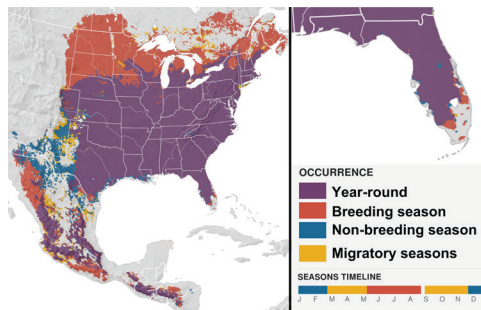 OCCURRENCE
Year-round
Breeding season
Non-breeding season
Migratory seasons
SEASONS TIMELINE
J F M A M J J A S O N D